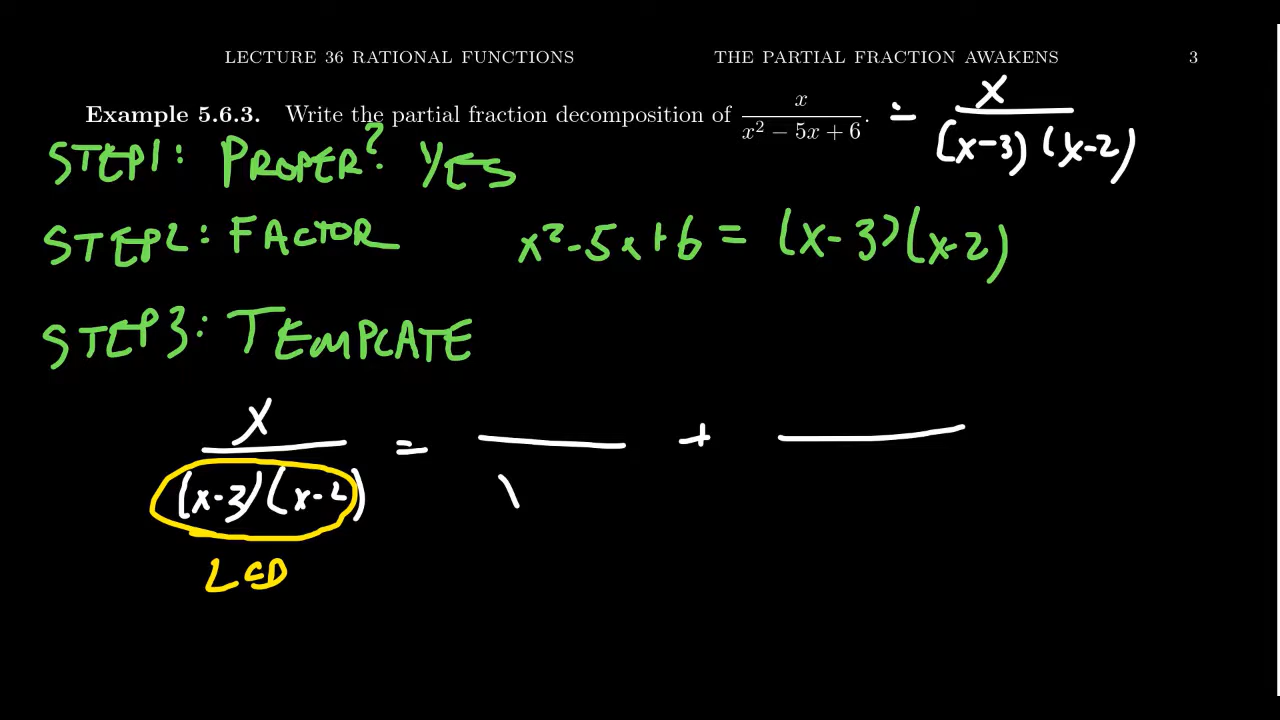 LECTURE 36 RATIONAL FUNCTIONS THE PARTIAL FRACTION AWAKENS 3
Example 5.6.3. Write the partial fraction decomposition of x/(x² − 5x + 6). = x/((x-3)(x-2))
STEP1: PROPER? YES
STEP2: FACTOR x²-5x+6 = (x-3)(x-2)
STEP3: TEMPLATE
x/((x-3)(x-2)) = ―― + ――
LCD